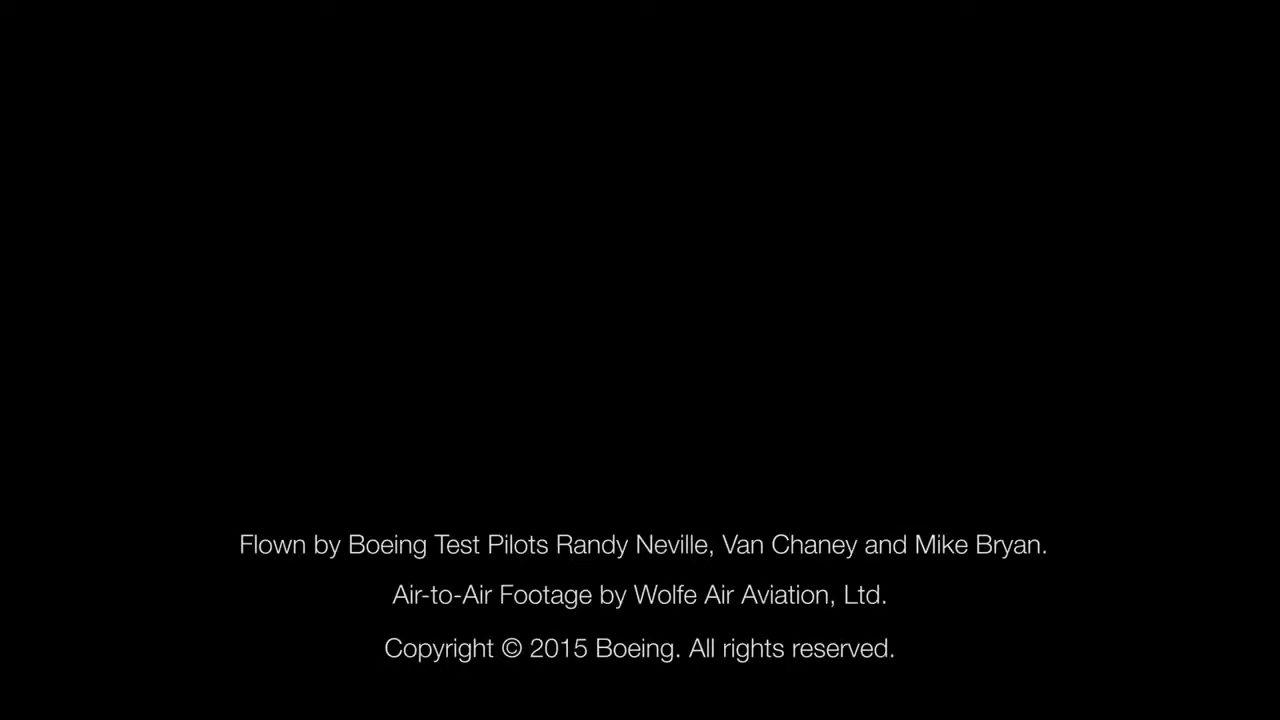 Flown by Boeing Test Pilots Randy Neville, Van Chaney and Mike Bryan.
Air-to-Air Footage by Wolfe Air Aviation, Ltd.
Copyright © 2015 Boeing. All rights reserved.